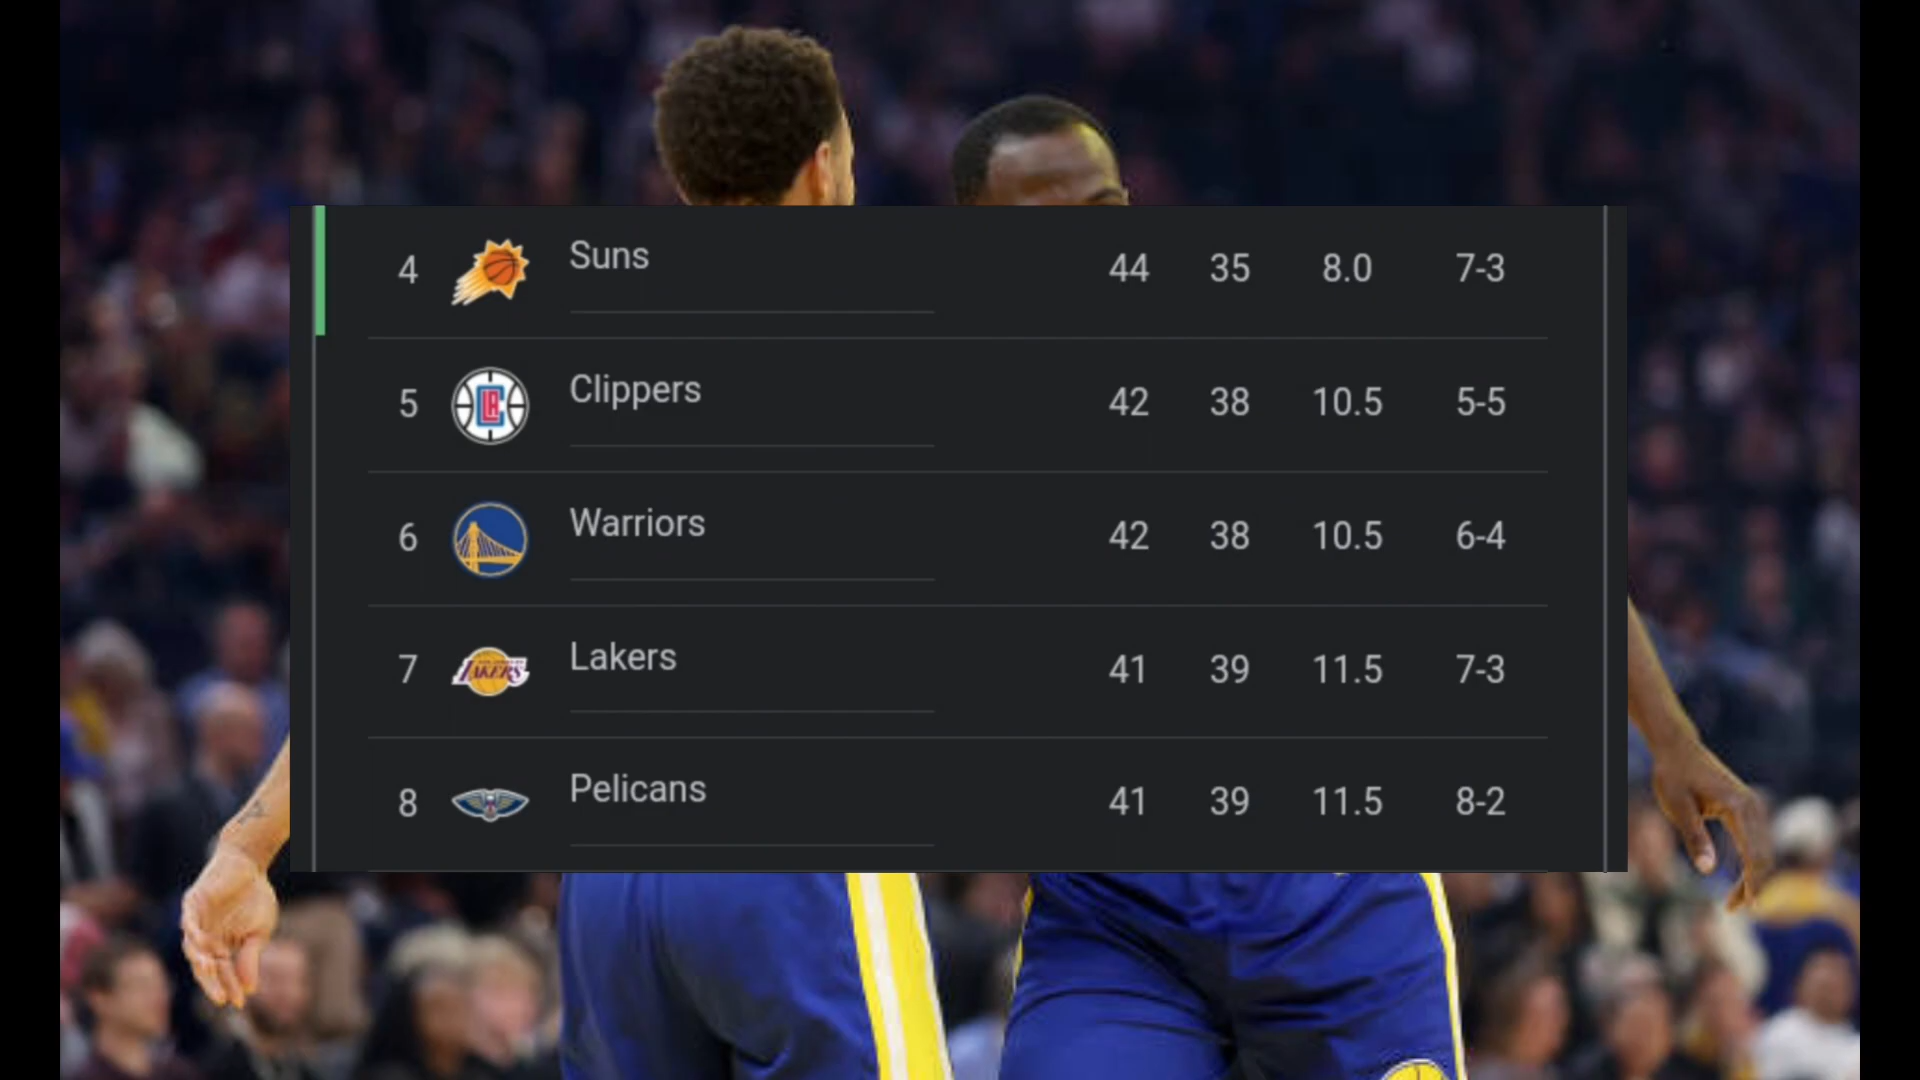 4 Suns 44 35 8.0 7-3
5 Clippers 42 38 10.5 5-5
6 Warriors 42 38 10.5 6-4
7 LAKERS Lakers 41 39 11.5 7-3
8 Pelicans 41 39 11.5 8-2